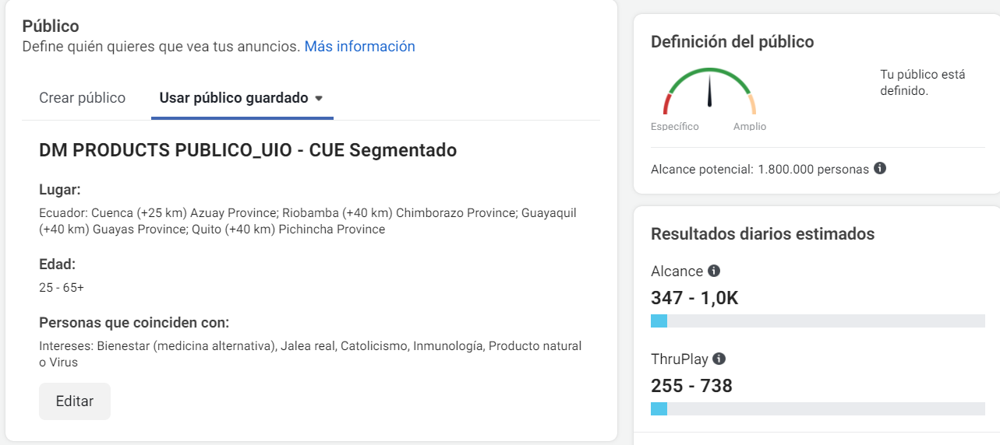 Público
Define quién quieres que vea tus anuncios. Más información
Crear público
Usar público guardado
DM PRODUCTS PUBLICO_UIO - CUE Segmentado
Lugar:
Ecuador: Cuenca (+25 km) Azuay Province; Riobamba (+40 km) Chimborazo Province; Guayaquil
(+40 km) Guayas Province; Quito (+40 km) Pichincha Province
Edad:
25 - 65+
Personas que coinciden con:
Intereses: Bienestar (medicina alternativa), Jalea real, Catolicismo, Inmunología, Producto natural
o Virus
Editar
Definición del público
Tu público está
definido.
Específico
Amplio
Alcance potencial: 1.800.000 personas
Resultados diarios estimados
Alcance
347 - 1,0K
ThruPlay
255 - 738